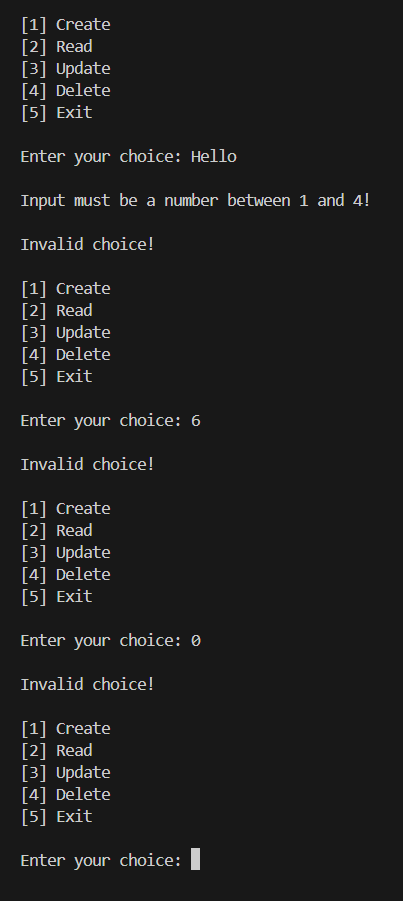 [1] Create
[2] Read
[3] Update
[4] Delete
[5] Exit
Enter your choice: Hello
Input must be a number between 1 and 4!
Invalid choice!
[1] Create
[2] Read
[3] Update
[4] Delete
[5] Exit
Enter your choice: 6
Invalid choice!
[1] Create
[2] Read
[3] Update
[4] Delete
[5] Exit
Enter your choice: 0
Invalid choice!
[1] Create
[2] Read
[3] Update
[4] Delete
[5] Exit
Enter your choice: